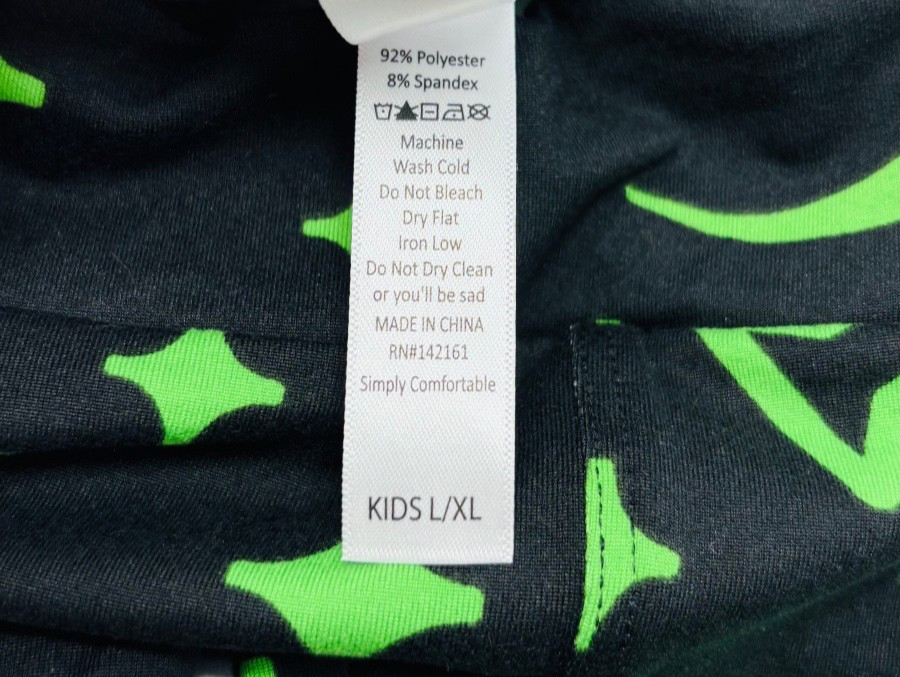 92% Polyester
8% Spandex
Machine
Wash Cold
Do Not Bleach
Dry Flat
Iron Low
Do Not Dry Clean
or you'll be sad
MADE IN CHINA
RN#142161
Simply Comfortable
KIDS L/XL